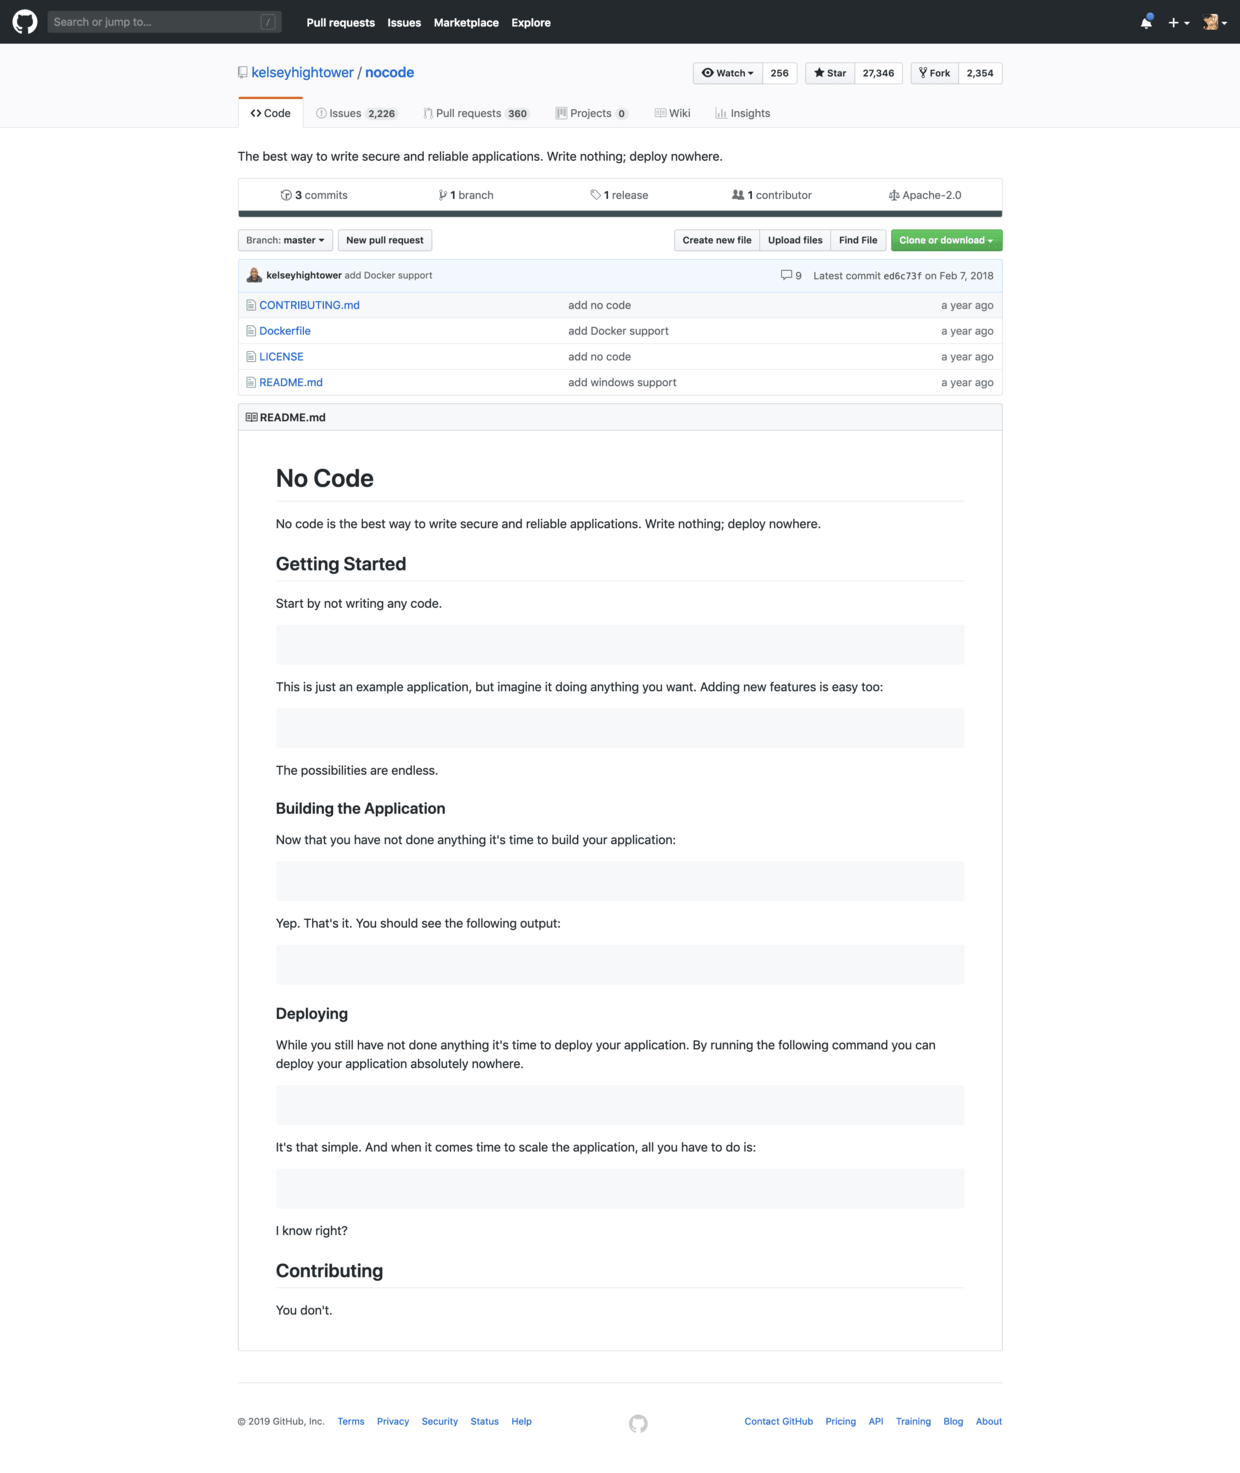 Search or jump to... /
Pull requests Issues Marketplace Explore
kelseyhightower / nocode
Watch 256 Star 27,346 Fork 2,354
Code Issues 2,226 Pull requests 360 Projects 0 Wiki Insights
The best way to write secure and reliable applications. Write nothing; deploy nowhere.
3 commits 1 branch 1 release 1 contributor Apache-2.0
Branch: master New pull request Create new file Upload files Find File Clone or download
kelseyhightower add Docker support 9 Latest commit ed6c73f on Feb 7, 2018
CONTRIBUTING.md add no code a year ago
Dockerfile add Docker support a year ago
LICENSE add no code a year ago
README.md add windows support a year ago
README.md
No Code
No code is the best way to write secure and reliable applications. Write nothing; deploy nowhere.
Getting Started
Start by not writing any code.
This is just an example application, but imagine it doing anything you want. Adding new features is easy too:
The possibilities are endless.
Building the Application
Now that you have not done anything it's time to build your application:
Yep. That's it. You should see the following output:
Deploying
While you still have not done anything it's time to deploy your application. By running the following command you can
deploy your application absolutely nowhere.
It's that simple. And when it comes time to scale the application, all you have to do is:
I know right?
Contributing
You don't.
© 2019 GitHub, Inc. Terms Privacy Security Status Help Contact GitHub Pricing API Training Blog About